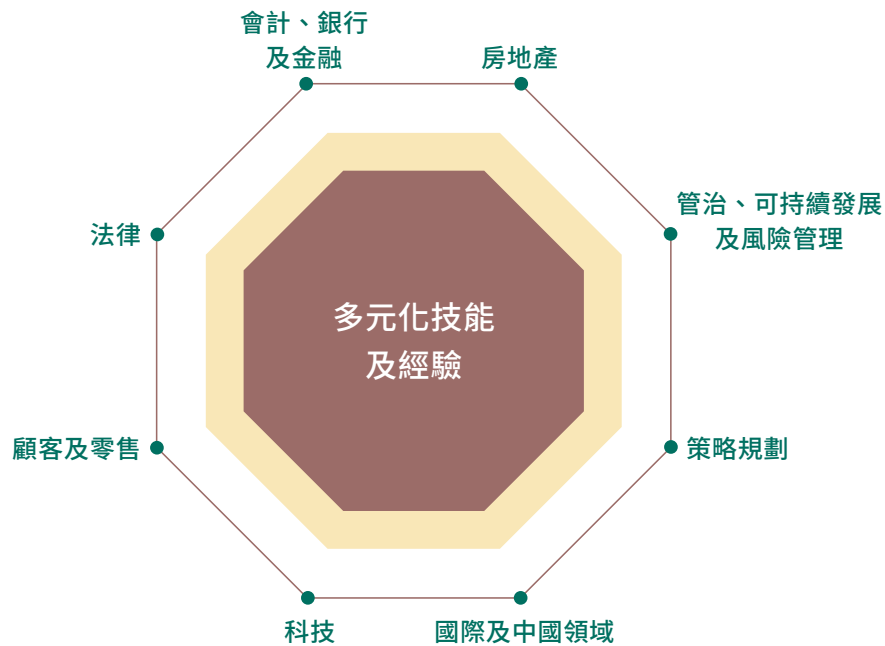 會計、銀行
及金融
房地產
管治、可持續發展
及風險管理
法律
多元化技能
及經驗
顧客及零售
策略規劃
科技
國際及中國領域